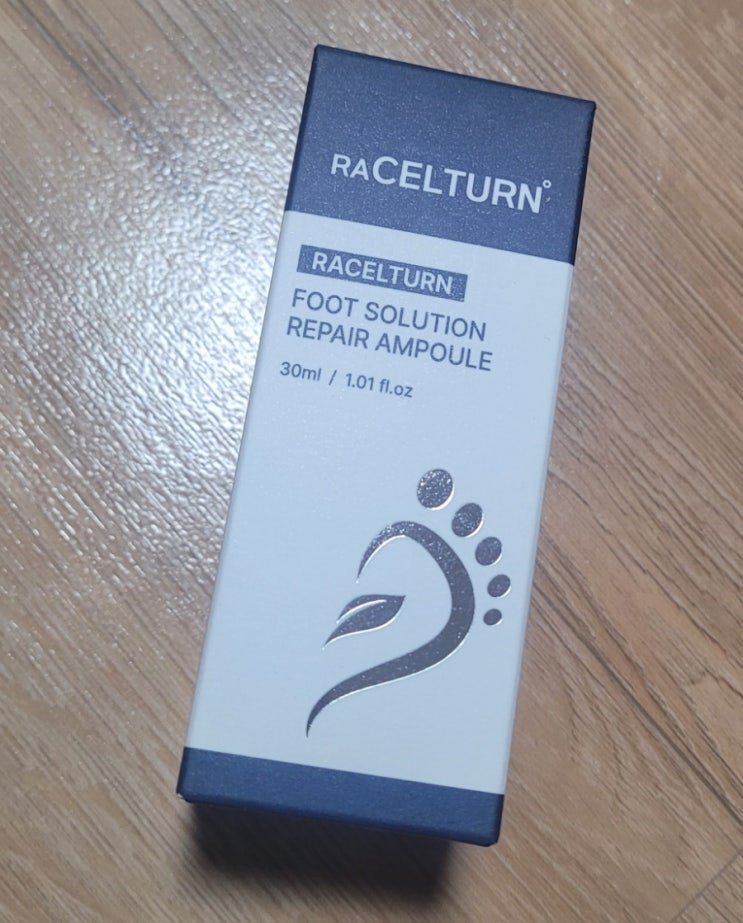 RACELTURN°
RACELTURN
FOOT SOLUTION
REPAIR AMPOULE
30ml / 1.01 fl.oz